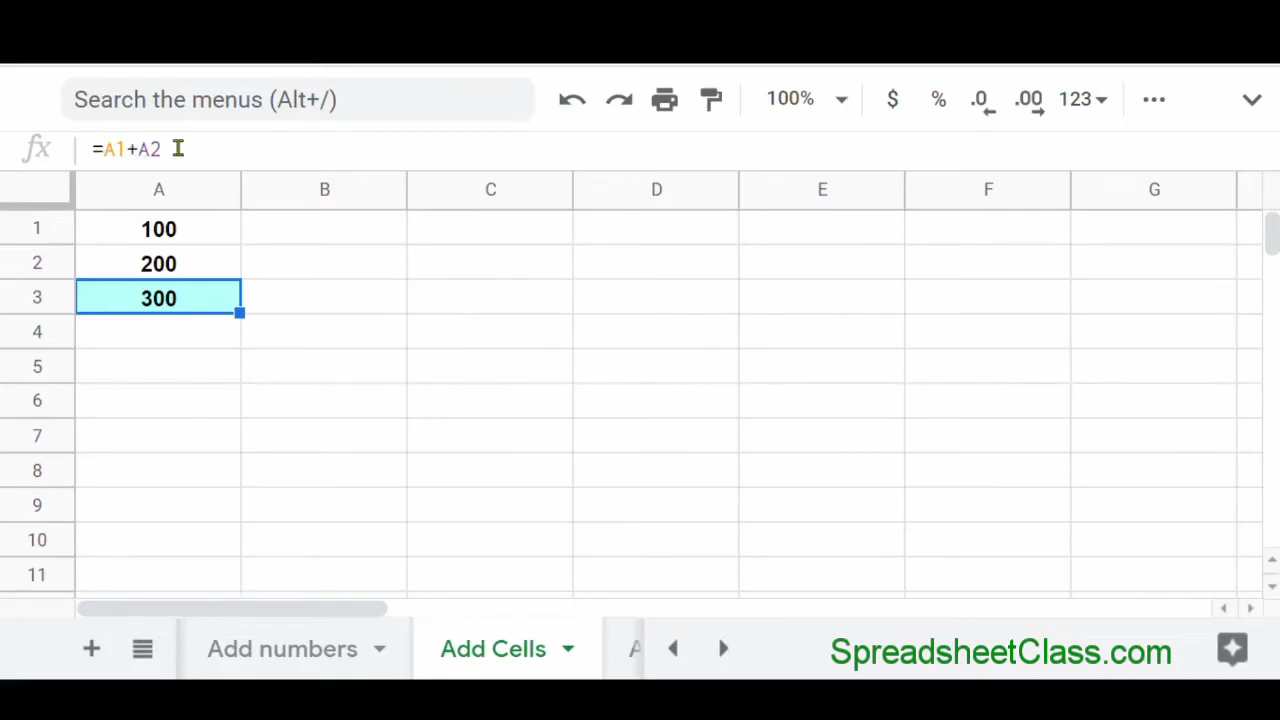 Search the menus (Alt+/) 100% $ % .0 .00 123
fx =A1+A2
A B C D E F G
1 100
2 200
3 300
4
5
6
7
8
9
10
11
Add numbers Add Cells A SpreadsheetClass.com